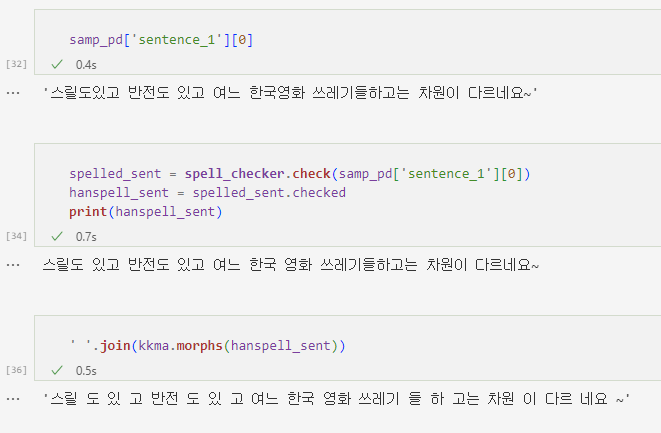 samp_pd['sentence_1'][0]
[32]
0.4s
... '스릴도있고 반전도 있고 여느 한국영화 쓰레기들하고는 차원이 다르네요~'
spelled_sent = spell_checker.check(samp_pd['sentence_1'][0])
hanspell_sent = spelled_sent.checked
print(hanspell_sent)
[34]
0.7s
... 스릴도 있고 반전도 있고 여느 한국 영화 쓰레기들하고는 차원이 다르네요~
' '.join(kkma.morphs(hanspell_sent))
[36]
0.5s
... '스릴 도 있 고 반전 도 있 고 여느 한국 영화 쓰레기 들 하 고는 차원 이 다르 네요 ~'